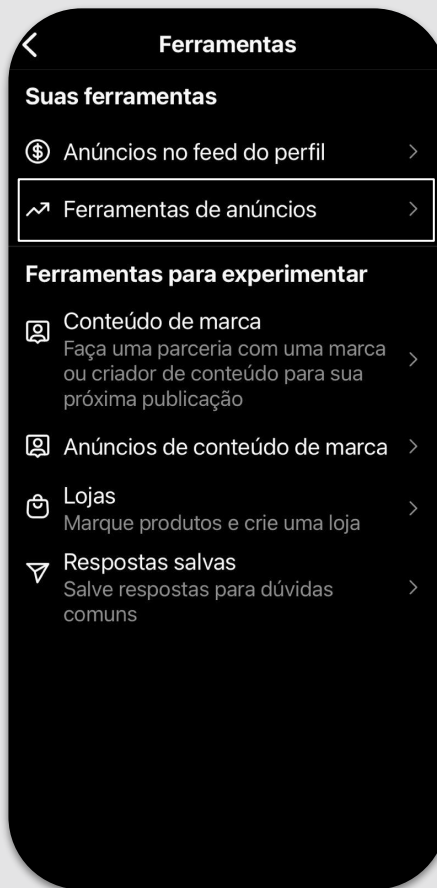 Ferramentas
Suas ferramentas
Anúncios no feed do perfil
Ferramentas de anúncios
Ferramentas para experimentar
Conteúdo de marca
Faça uma parceria com uma marca
ou criador de conteúdo para sua
próxima publicação
Anúncios de conteúdo de marca
Lojas
Marque produtos e crie uma loja
Respostas salvas
Salve respostas para dúvidas
comuns